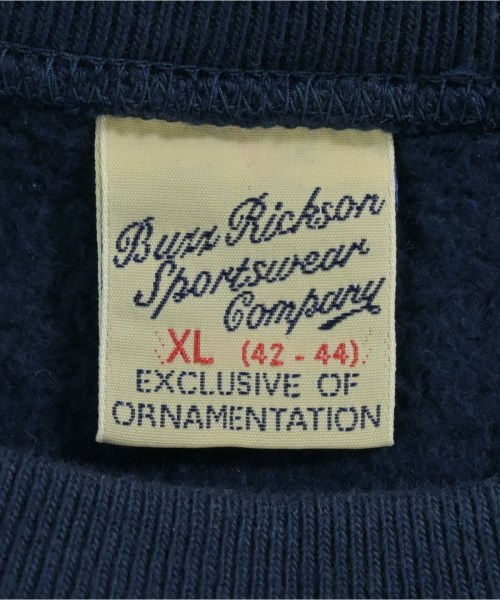 Buzz Rickson
Sportswear
Company
XL (42 - 44)
EXCLUSIVE OF
ORNAMENTATION